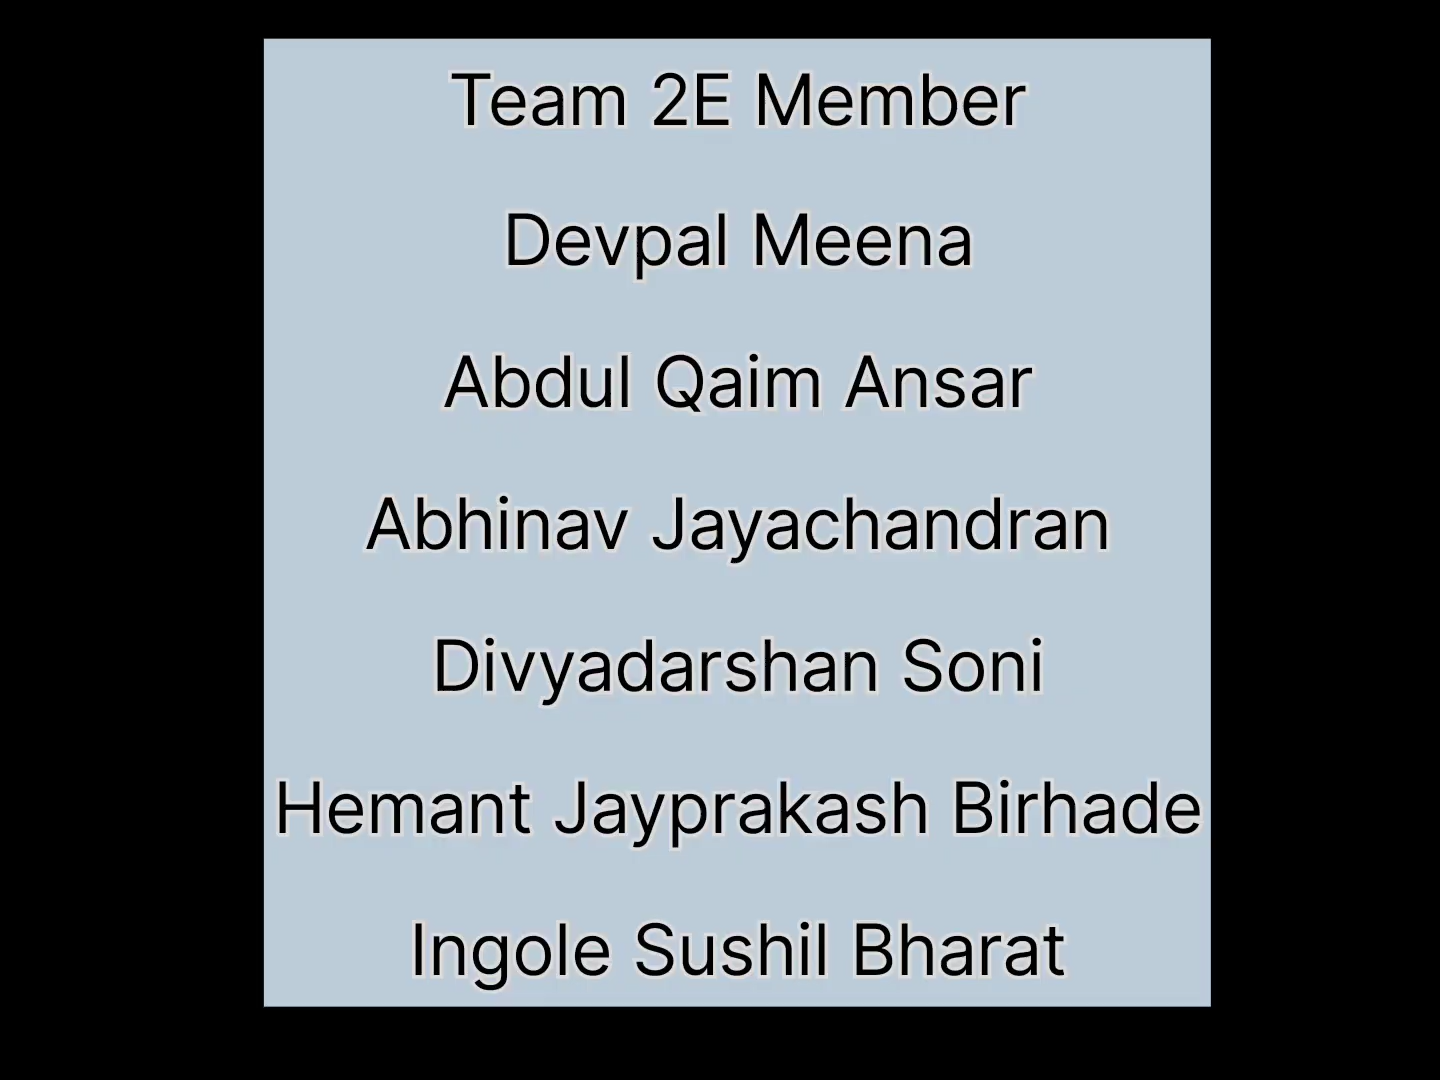 Team 2E Member
Devpal Meena
Abdul Qaim Ansar
Abhinav Jayachandran
Divyadarshan Soni
Hemant Jayprakash Birhade
Ingole Sushil Bharat